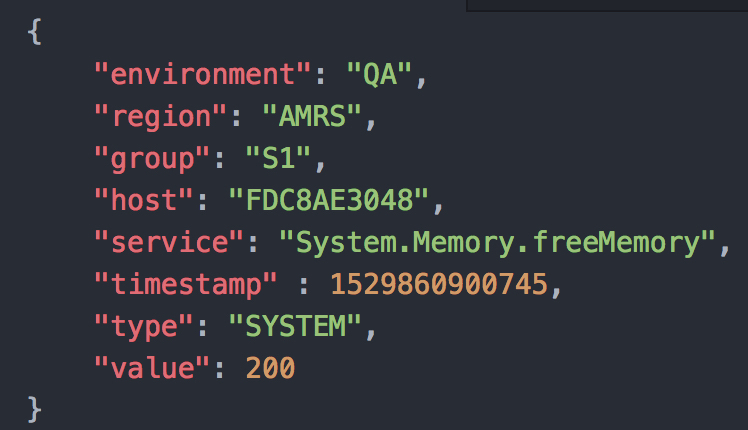 {
"environment": "QA",
"region": "AMRS",
"group": "S1",
"host": "FDC8AE3048",
"service": "System.Memory.freeMemory",
"timestamp" : 1529860900745,
"type": "SYSTEM",
"value": 200
}